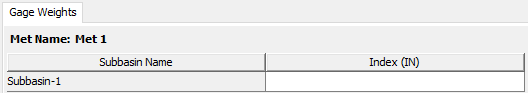 Gage Weights
Met Name: Met 1
Subbasin Name Index (IN)
Subbasin-1